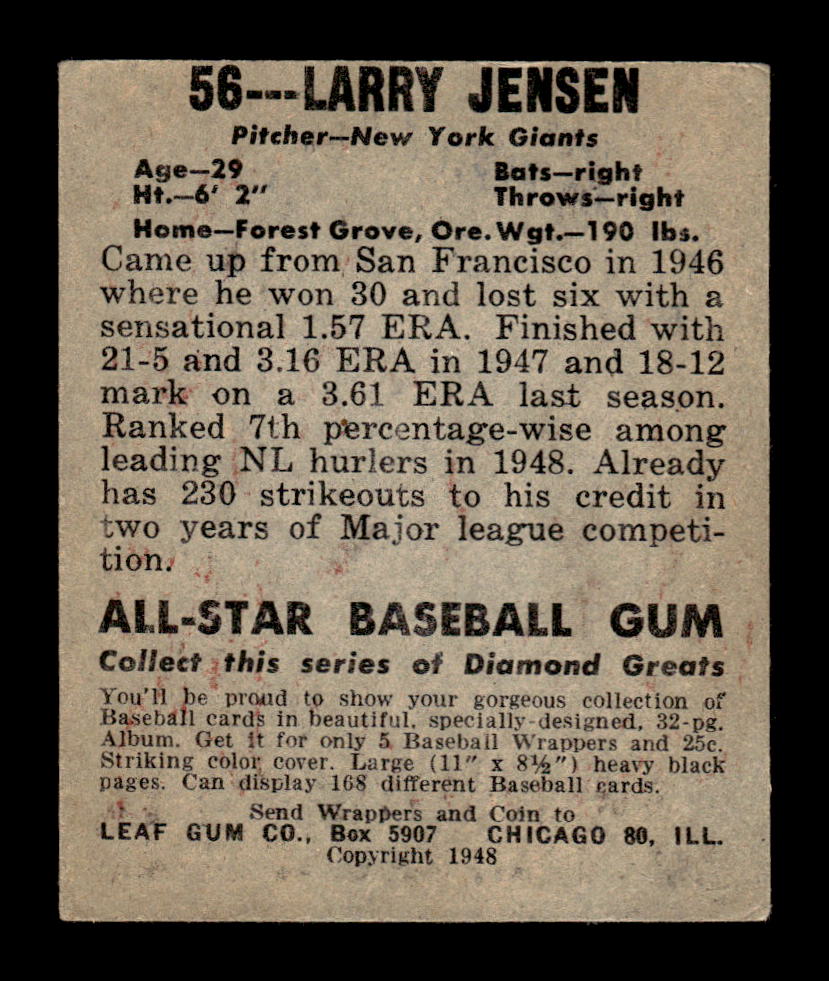 56---LARRY JENSEN
Pitcher—New York Giants
Age—29 Bats—right
Ht.—6' 2" Throws—right
Home—Forest Grove, Ore. Wgt.—190 lbs.
Came up from San Francisco in 1946
where he won 30 and lost six with a
sensational 1.57 ERA. Finished with
21-5 and 3.16 ERA in 1947 and 18-12
mark on a 3.61 ERA last season.
Ranked 7th percentage-wise among
leading NL hurlers in 1948. Already
has 230 strikeouts to his credit in
two years of Major league competi-
tion.
ALL-STAR BASEBALL GUM
Collect this series of Diamond Greats
You'll be proud to show your gorgeous collection of
Baseball cards in beautiful, specially-designed, 32-pg.
Album. Get it for only 5 Baseball Wrappers and 25c.
Striking color cover. Large (11" x 8½") heavy black
pages. Can display 168 different Baseball cards.
Send Wrappers and Coin to
LEAF GUM CO., Box 5907 CHICAGO 80, ILL.
Copyright 1948